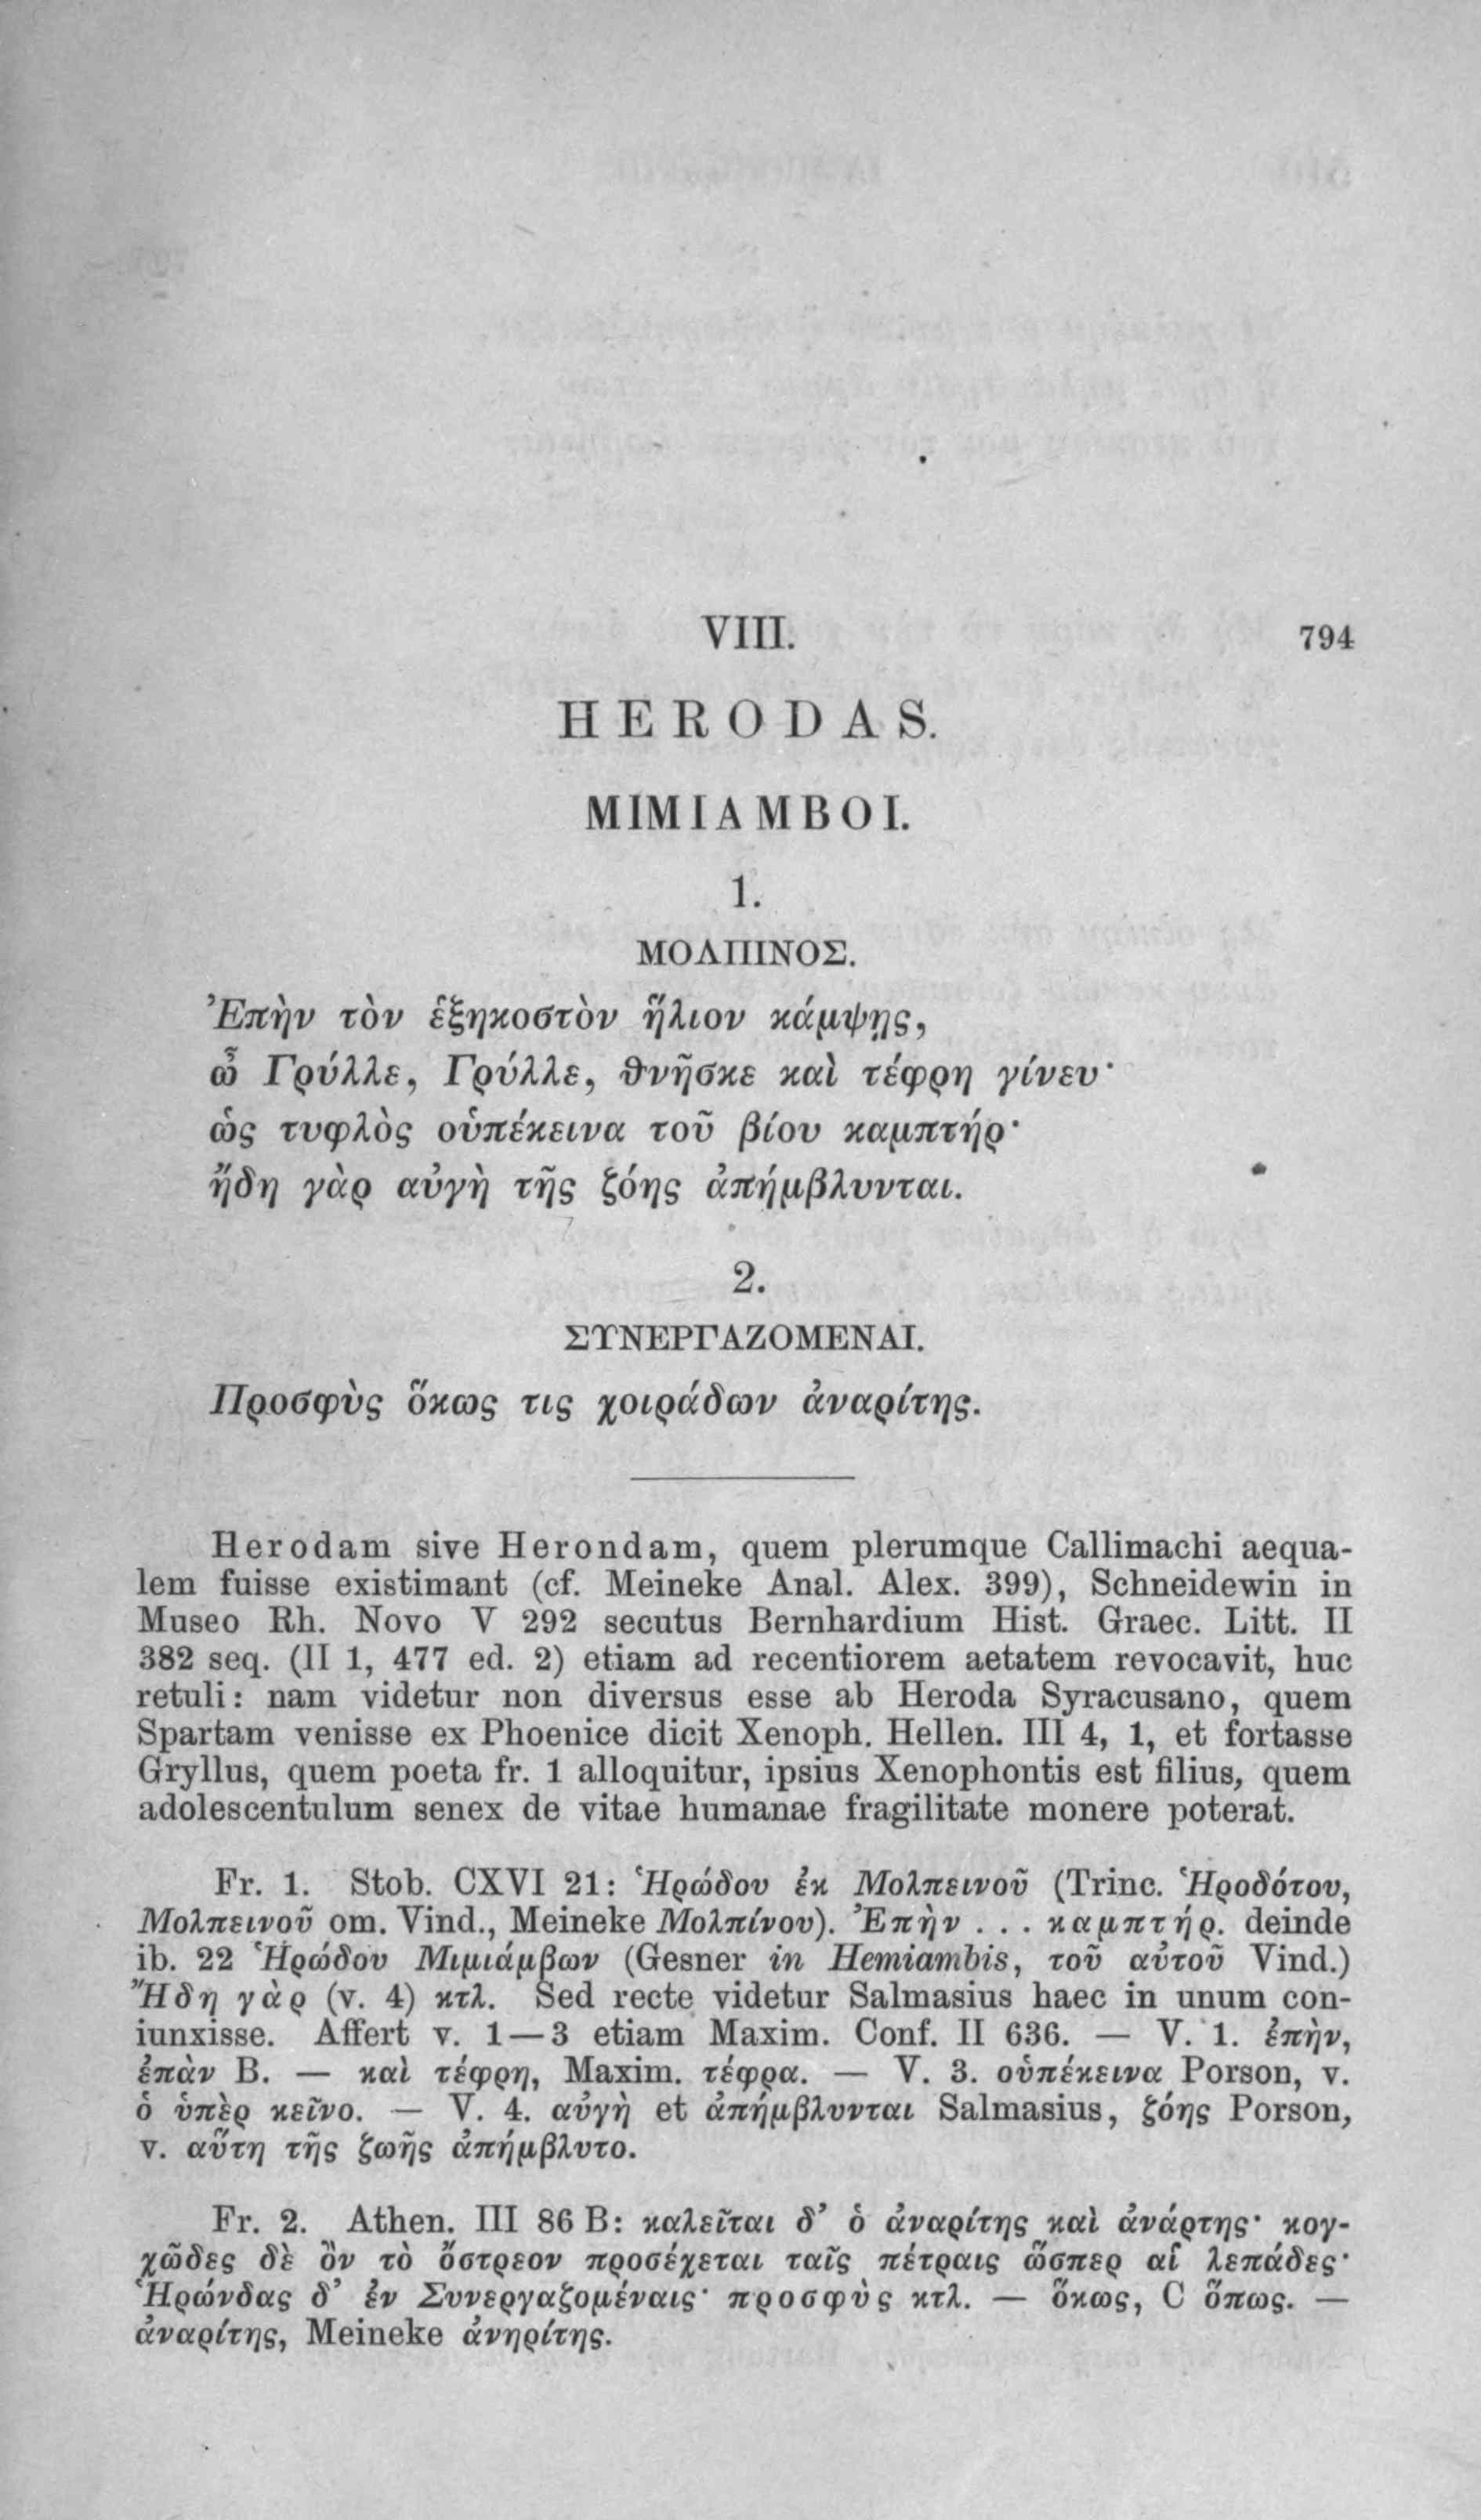 VIII. 794
HERODAS.
MIMIAMBOI.
1.
ΜΟΛΠΙΝΟΣ.
Ἐπὴν τὸν ἑξηκοστὸν ἥλιον κάμψῃς,
ὦ Γρύλλε, Γρύλλε, θνῆσκε καὶ τέφρη γίνευ·
ὡς τυφλὸς οὑπέκεινα τοῦ βίου καμπτήρ·
ἤδη γὰρ αὐγὴ τῆς ζόης ἀπήμβλυνται.
2.
ΣΥΝΕΡΓΑΖΟΜΕΝΑΙ.
Προσφὺς ὅκως τις χοιράδων ἀναρίτης.
Herodam sive Herondam, quem plerumque Callimachi aequa-
lem fuisse existimant (cf. Meineke Anal. Alex. 399), Schneidewin in
Museo Rh. Novo V 292 secutus Bernhardium Hist. Graec. Litt. II
382 seq. (II 1, 477 ed. 2) etiam ad recentiorem aetatem revocavit, huc
retuli: nam videtur non diversus esse ab Heroda Syracusano, quem
Spartam venisse ex Phoenice dicit Xenoph. Hellen. III 4, 1, et fortasse
Gryllus, quem poeta fr. 1 alloquitur, ipsius Xenophontis est filius, quem
adolescentulum senex de vitae humanae fragilitate monere poterat.
Fr. 1. Stob. CXVI 21: Ἡρώδου ἐκ Μολπεινοῦ (Trinc. Ἡροδότου,
Μολπεινοῦ om. Vind., Meineke Μολπίνου). Ἐπὴν . . . καμπτήρ. deinde
ib. 22 Ἡρώδου Μιμιάμβων (Gesner in Hemiambis, τοῦ αὐτοῦ Vind.)
Ἤδη γὰρ (v. 4) κτλ. Sed recte videtur Salmasius haec in unum con-
iunxisse. Affert v. 1—3 etiam Maxim. Conf. II 636. — V. 1. ἐπὴν,
ἐπὰν B. — καὶ τέφρη, Maxim. τέφρα. — V. 3. οὑπέκεινα Porson, v.
ὁ ὑπὲρ κεῖνο. — V. 4. αὐγὴ et ἀπήμβλυνται Salmasius, ζόης Porson,
v. αὕτη τῆς ζωῆς ἀπήμβλυτο.
Fr. 2. Athen. III 86 B: καλεῖται δ’ ὁ ἀναρίτης καὶ ἀνάρτης· κογ-
χῶδες δὲ ὂν τὸ ὄστρεον προσέχεται ταῖς πέτραις ὥσπερ αἱ λεπάδες·
Ἡρώνδας δ’ ἐν Συνεργαζομέναις· προσφὺς κτλ. — ὅκως, C ὅπως. —
ἀναρίτης, Meineke ἀνηρίτης.